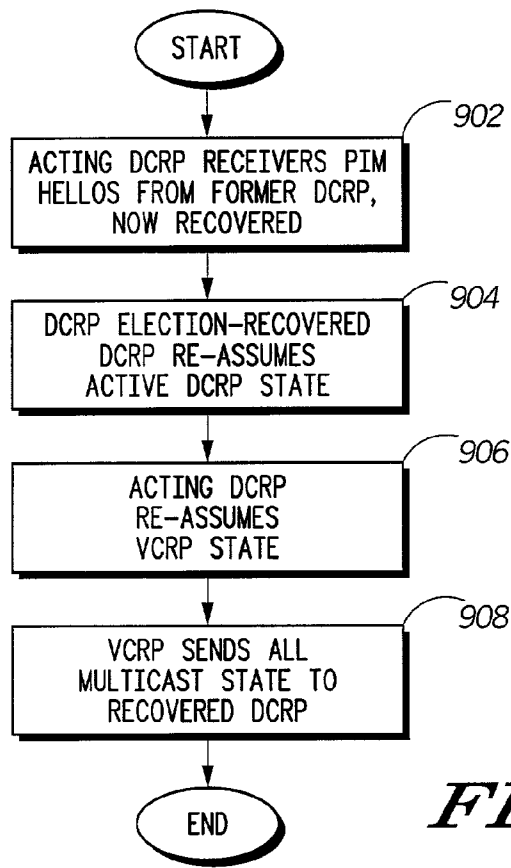 START
902
ACTING DCRP RECEIVERS PIM
HELLOS FROM FORMER DCRP,
NOW RECOVERED
904
DCRP ELECTION-RECOVERED
DCRP RE-ASSUMES
ACTIVE DCRP STATE
906
ACTING DCRP
RE-ASSUMES
VCRP STATE
908
VCRP SENDS ALL
MULTICAST STATE TO
RECOVERED DCRP
END